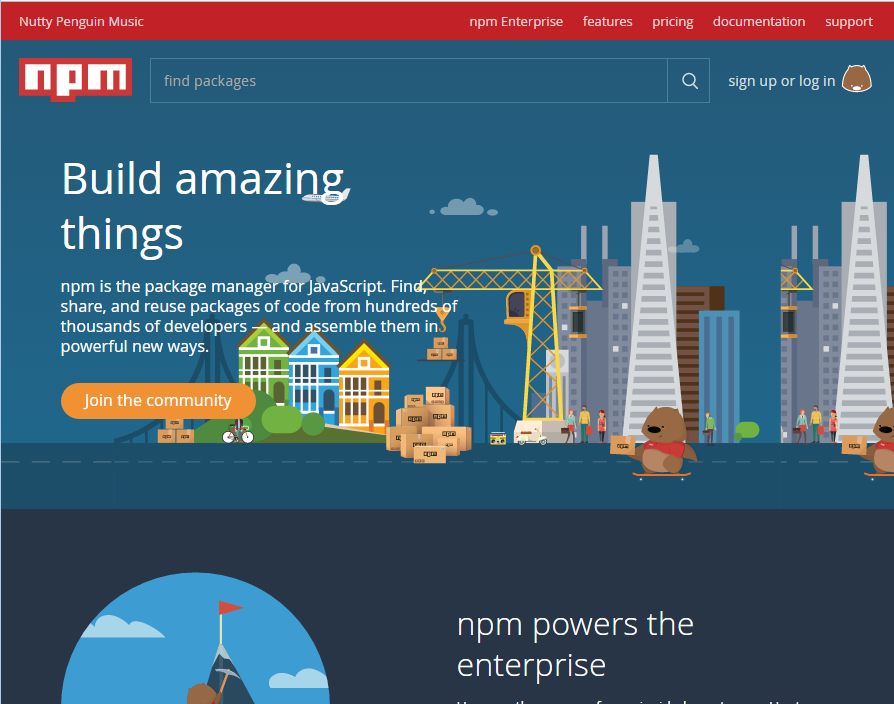 Nutty Penguin Music
npm Enterprise features pricing documentation support
npm
find packages
sign up or log in
Build amazing
things
npm is the package manager for JavaScript. Find,
share, and reuse packages of code from hundreds of
thousands of developers — and assemble them in
powerful new ways.
Join the community
npm powers the
enterprise